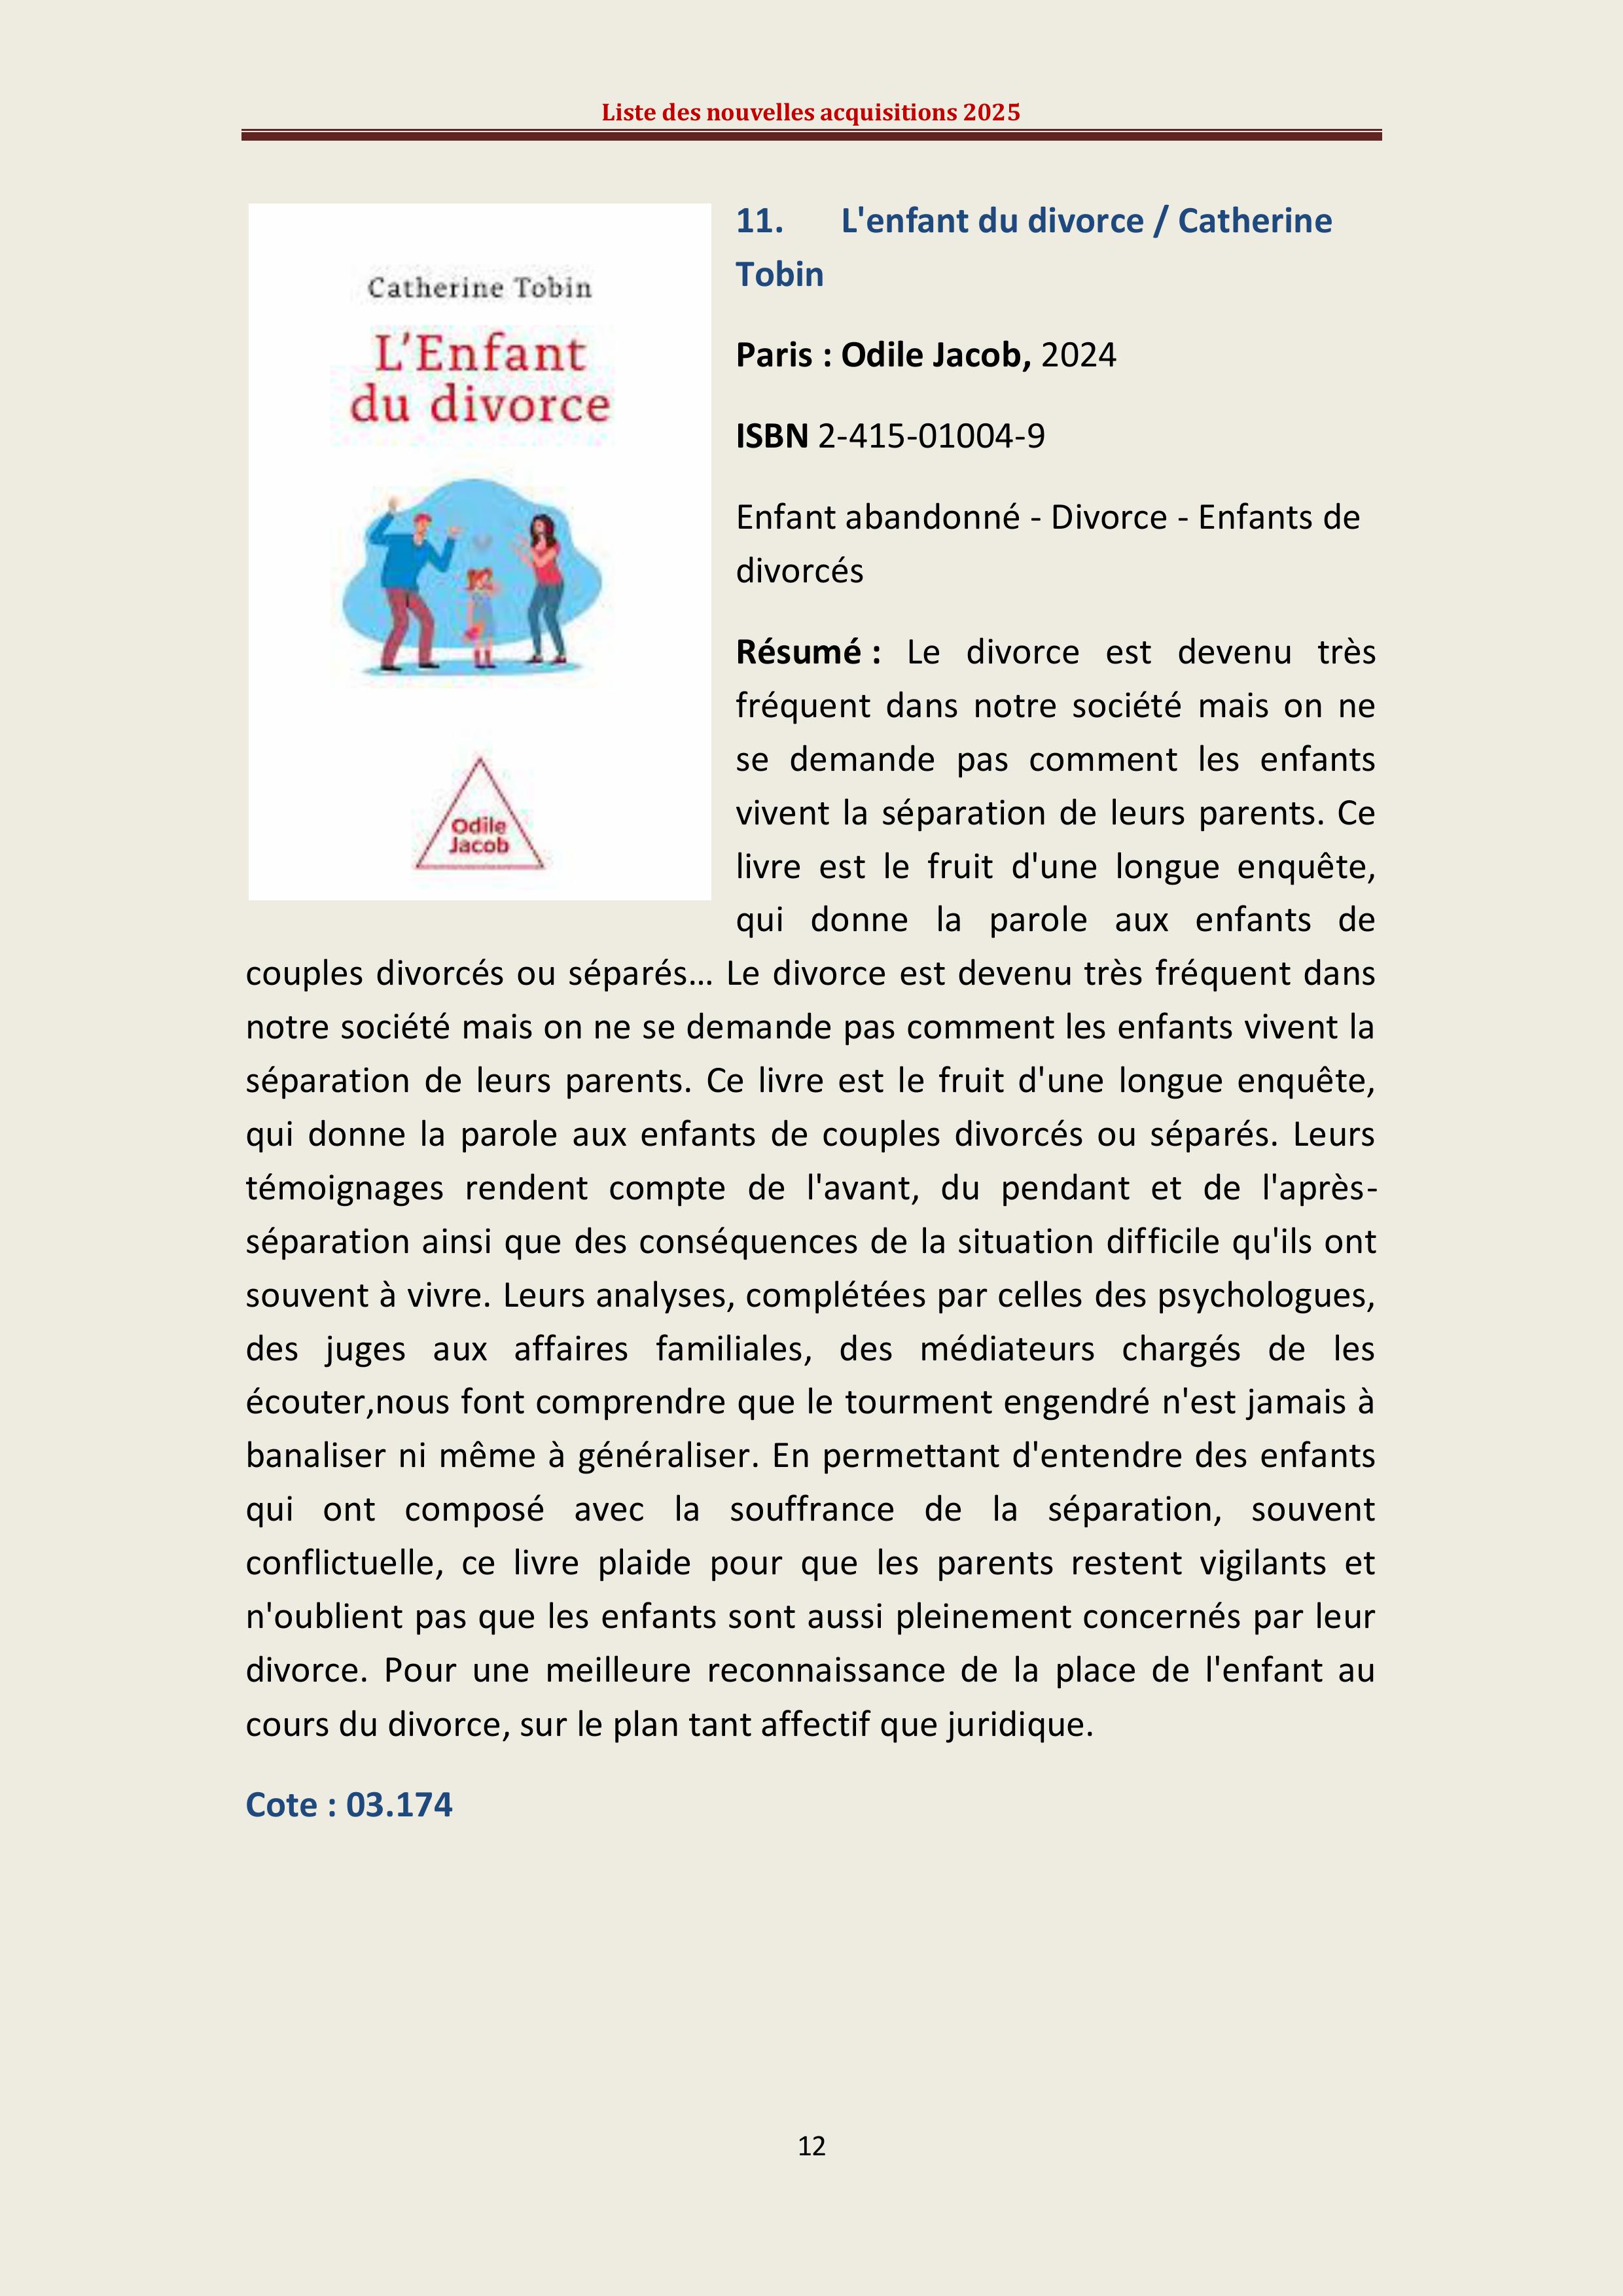 Liste des nouvelles acquisitions 2025
Catherine Tobin
L'Enfant
du divorce
Odile
Jacob
11. L'enfant du divorce / Catherine
Tobin
Paris : Odile Jacob, 2024
ISBN 2-415-01004-9
Enfant abandonné - Divorce - Enfants de
divorcés
Résumé : Le divorce est devenu très
fréquent dans notre société mais on ne
se demande pas comment les enfants
vivent la séparation de leurs parents. Ce
livre est le fruit d'une longue enquête,
qui donne la parole aux enfants de
couples divorcés ou séparés… Le divorce est devenu très fréquent dans
notre société mais on ne se demande pas comment les enfants vivent la
séparation de leurs parents. Ce livre est le fruit d'une longue enquête,
qui donne la parole aux enfants de couples divorcés ou séparés. Leurs
témoignages rendent compte de l'avant, du pendant et de l'après-
séparation ainsi que des conséquences de la situation difficile qu'ils ont
souvent à vivre. Leurs analyses, complétées par celles des psychologues,
des juges aux affaires familiales, des médiateurs chargés de les
écouter,nous font comprendre que le tourment engendré n'est jamais à
banaliser ni même à généraliser. En permettant d'entendre des enfants
qui ont composé avec la souffrance de la séparation, souvent
conflictuelle, ce livre plaide pour que les parents restent vigilants et
n'oublient pas que les enfants sont aussi pleinement concernés par leur
divorce. Pour une meilleure reconnaissance de la place de l'enfant au
cours du divorce, sur le plan tant affectif que juridique.
Cote : 03.174
12